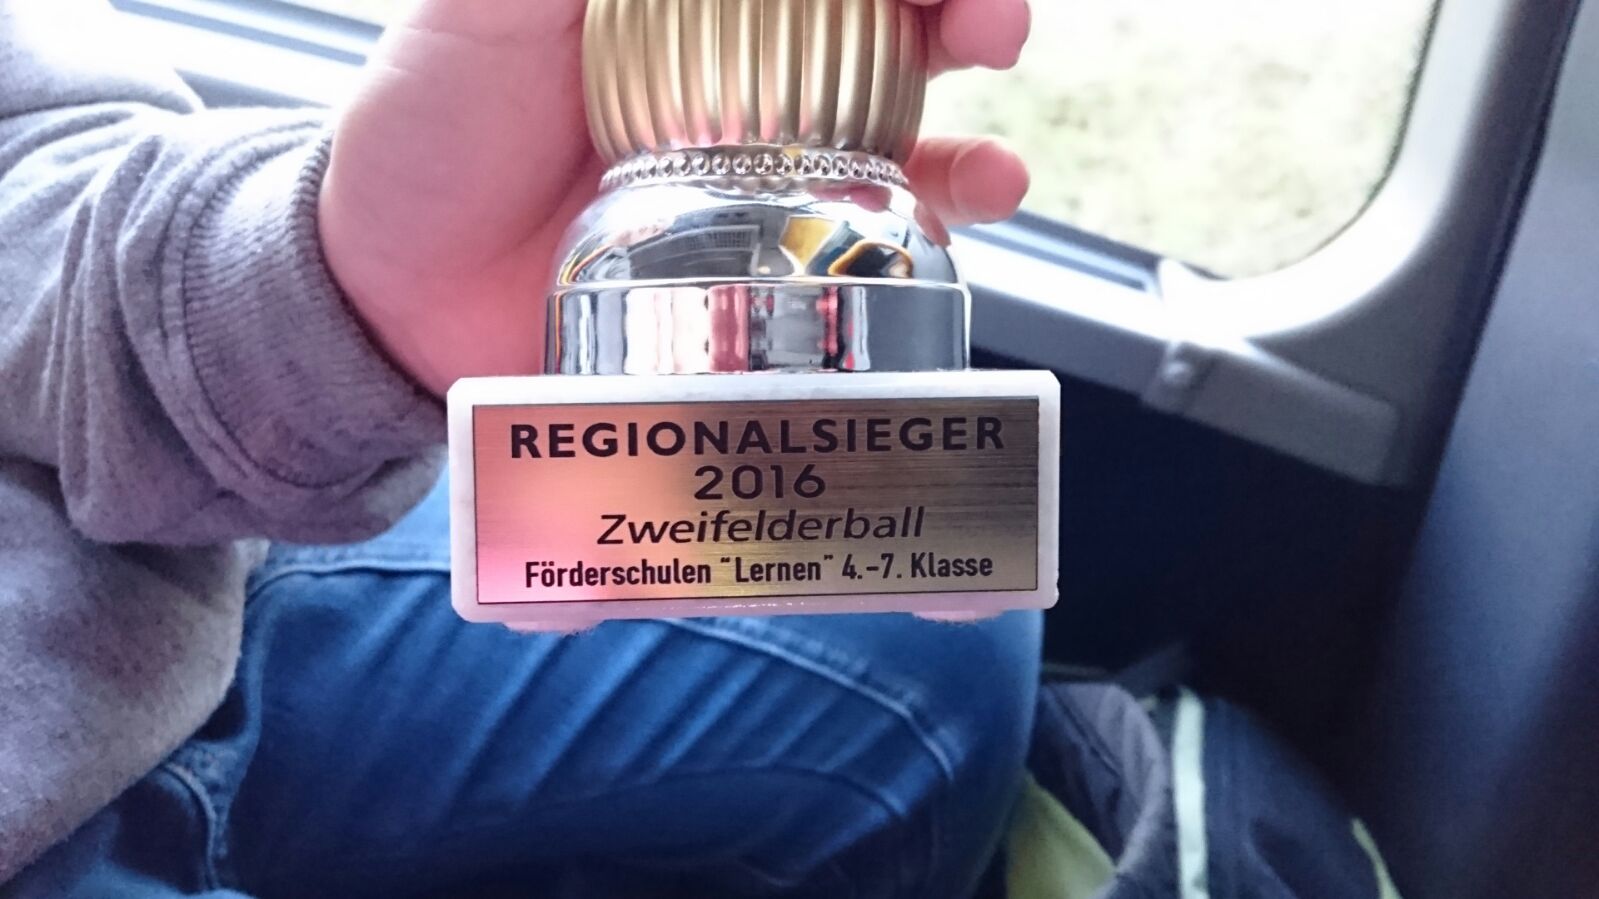 REGIONALSIEGER
2016
Zweifelderball
Förderschulen "Lernen" 4.-7. Klasse